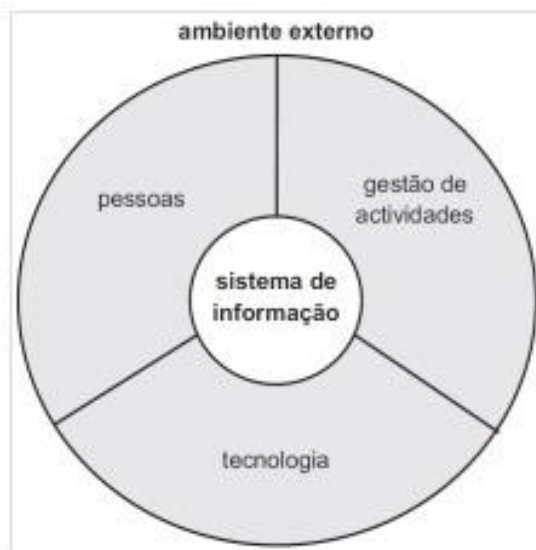 ambiente externo
pessoas
gestão de
actividades
sistema de
informação
tecnologia